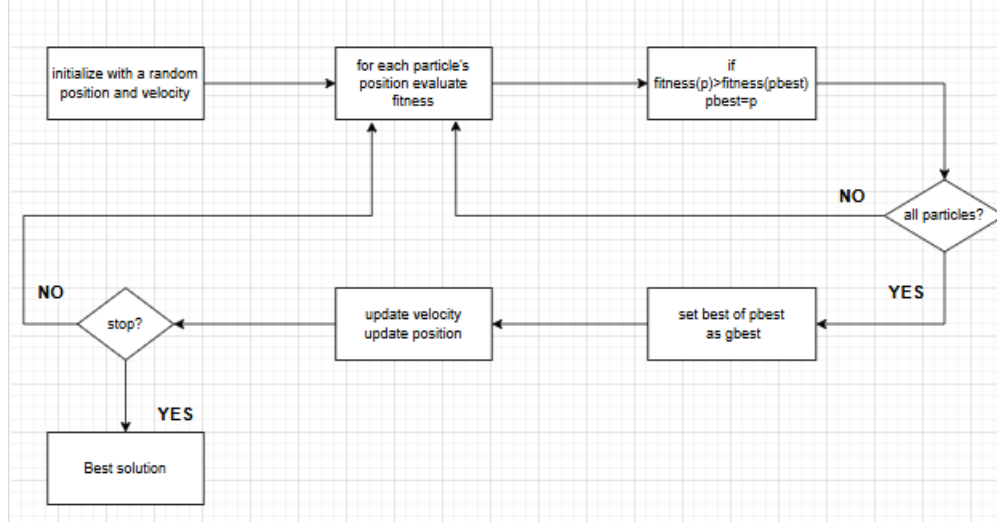 initialize with a random
position and velocity
for each particle's
position evaluate
fitness
if
fitness(p)>fitness(pbest)
pbest=p
NO
all particles?
YES
NO
stop?
update velocity
update position
set best of pbest
as gbest
YES
Best solution